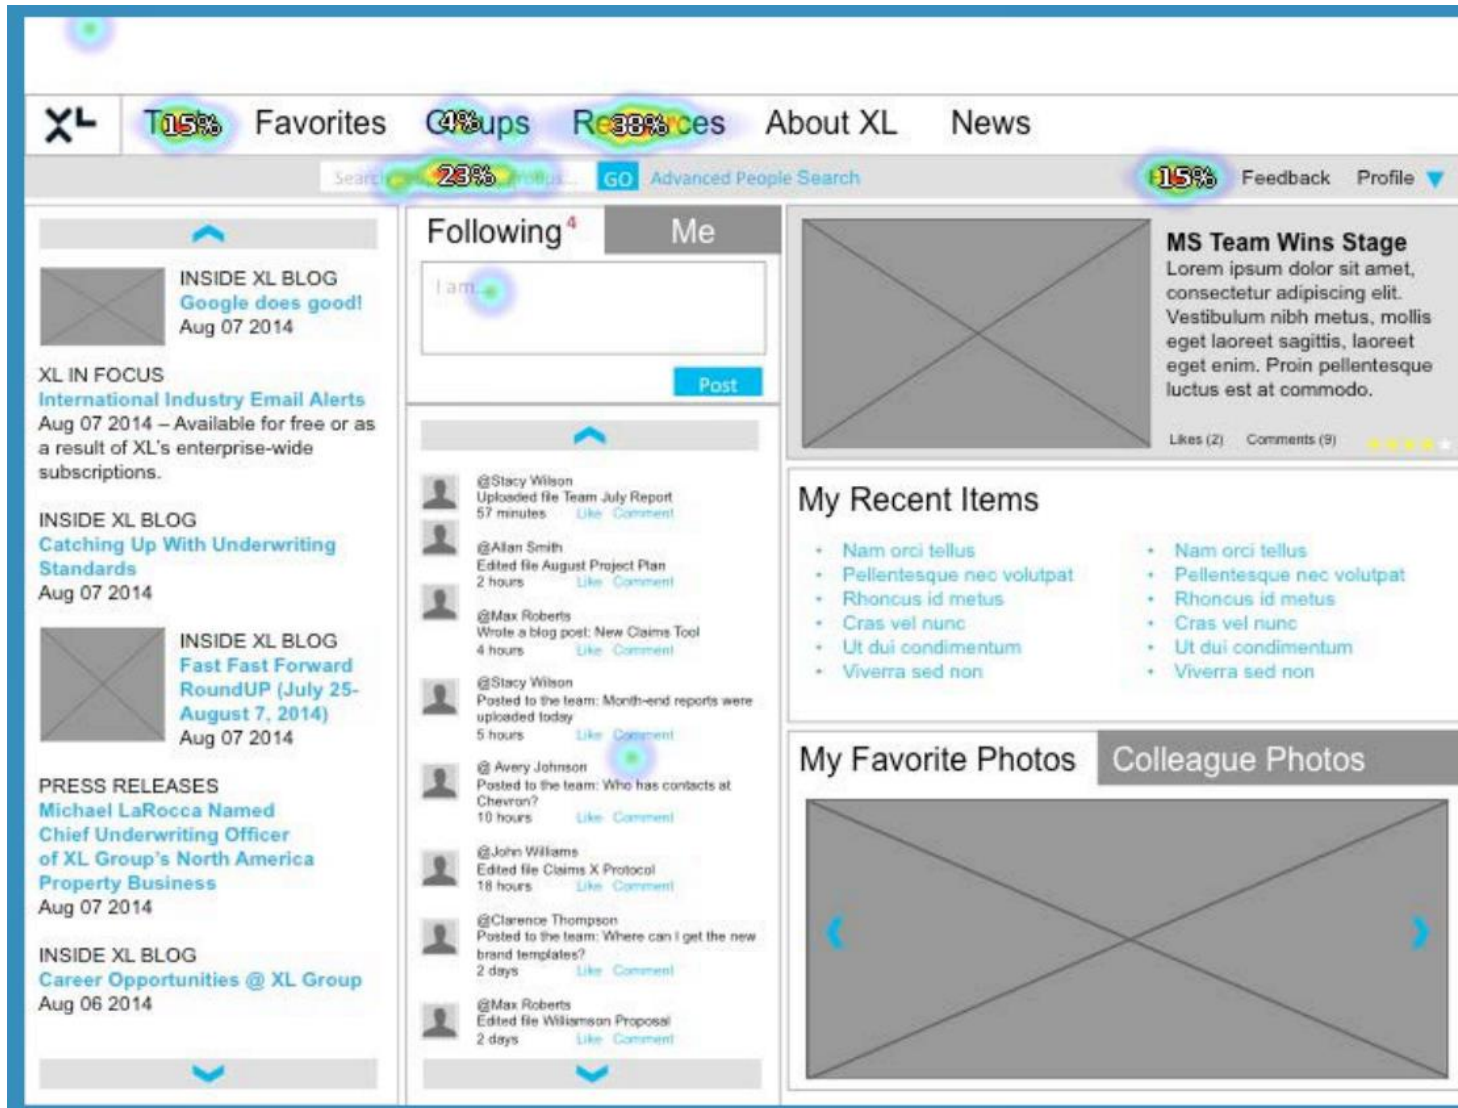 XL
15%
Favorites
4%
38%
About XL
News
23%
GO
Advanced People Search
15%
Feedback
Profile
INSIDE XL BLOG
Google does good!
Aug 07 2014
XL IN FOCUS
International Industry Email Alerts
Aug 07 2014 – Available for free or as
a result of XL's enterprise-wide
subscriptions.
INSIDE XL BLOG
Catching Up With Underwriting
Standards
Aug 07 2014
INSIDE XL BLOG
Fast Fast Forward
RoundUP (July 25-
August 7, 2014)
Aug 07 2014
PRESS RELEASES
Michael LaRocca Named
Chief Underwriting Officer
of XL Group's North America
Property Business
Aug 07 2014
INSIDE XL BLOG
Career Opportunities @ XL Group
Aug 06 2014
Following 4
Me
I am...
Post
@Stacy Wilson
Uploaded file Team July Report
57 minutes Like Comment
@Allan Smith
Edited file August Project Plan
2 hours Like Comment
@Max Roberts
Wrote a blog post: New Claims Tool
4 hours Like Comment
@Stacy Wilson
Posted to the team: Month-end reports were
uploaded today
5 hours Like Comment
@ Avery Johnson
Posted to the team: Who has contacts at
Chevron?
10 hours Like Comment
@John Williams
Edited file Claims X Protocol
18 hours Like Comment
@Clarence Thompson
Posted to the team: Where can I get the new
brand templates?
2 days Like Comment
@Max Roberts
Edited file Williamson Proposal
2 days Like Comment
MS Team Wins Stage
Lorem ipsum dolor sit amet,
consectetur adipiscing elit.
Vestibulum nibh metus, mollis
eget laoreet sagittis, laoreet
eget enim. Proin pellentesque
luctus est at commodo.
Likes (2) Comments (9)
My Recent Items
• Nam orci tellus
• Pellentesque nec volutpat
• Rhoncus id metus
• Cras vel nunc
• Ut dui condimentum
• Viverra sed non
• Nam orci tellus
• Pellentesque nec volutpat
• Rhoncus id metus
• Cras vel nunc
• Ut dui condimentum
• Viverra sed non
My Favorite Photos
Colleague Photos